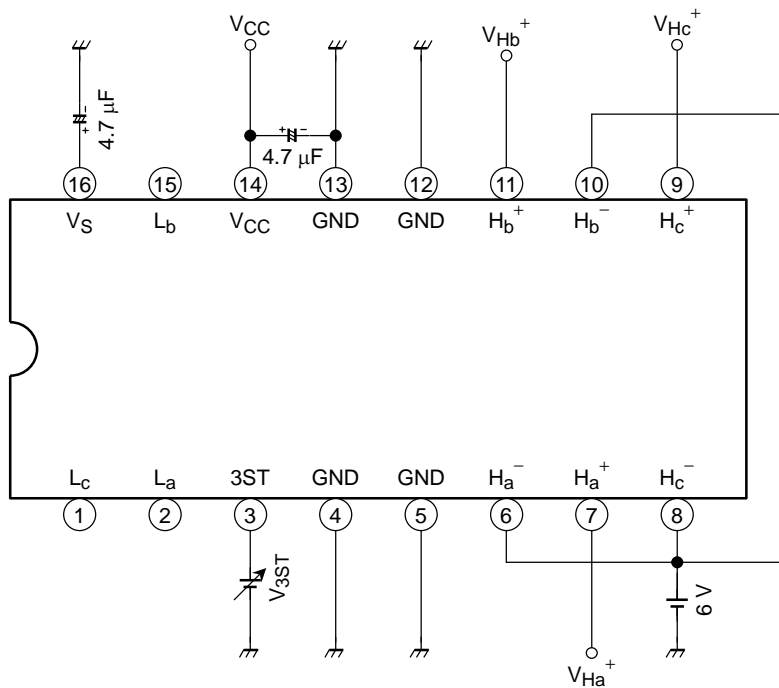 VCC
VHb+
VHc+
4.7 μF
4.7 μF
16 15 14 13 12 11 10 9
VS Lb VCC GND GND Hb+ Hb− Hc+
Lc La 3ST GND GND Ha− Ha+ Hc−
1 2 3 4 5 6 7 8
V3ST
6 V
VHa+